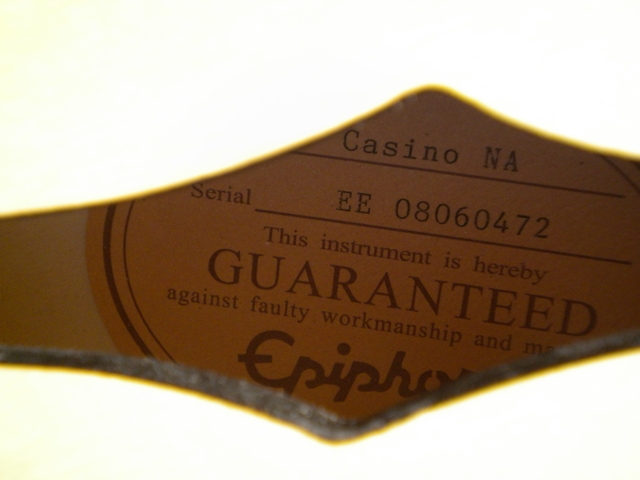 Casino NA
Serial EE 08060472
This instrument is hereby
GUARANTEED
against faulty workmanship and